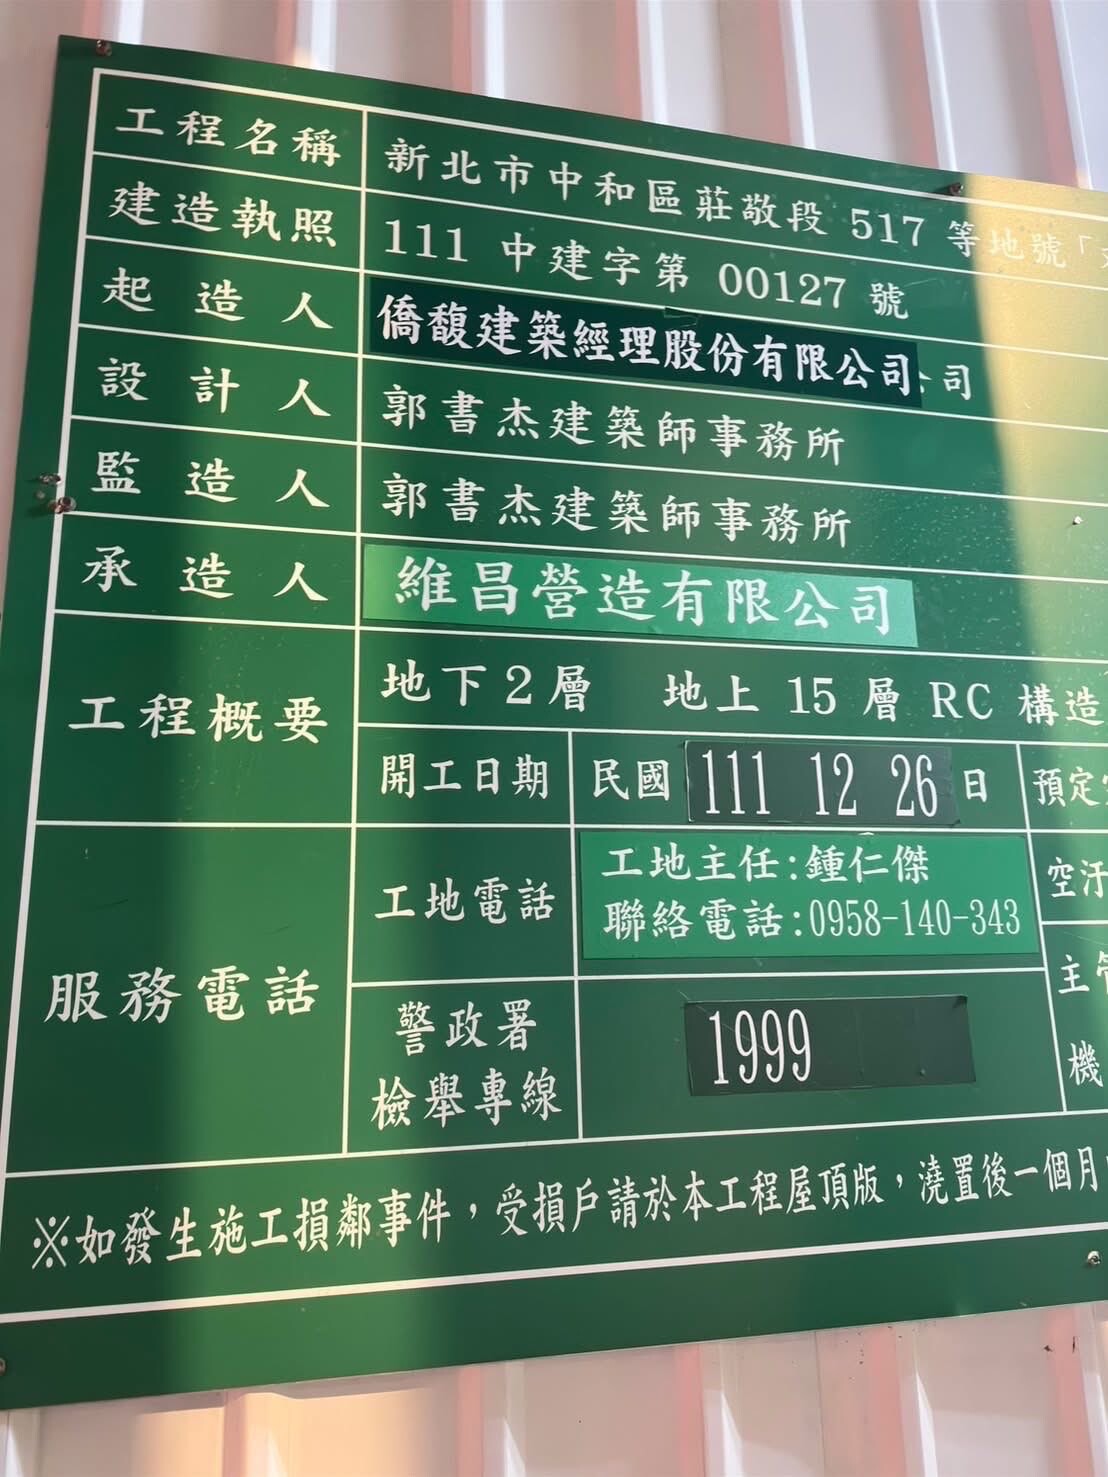 工程名稱 新北市中和區莊敬段 517 等地號「
建造執照 111 中建字第 00127 號
起造人 僑馥建築經理股份有限公司 司
設計人 郭書杰建築師事務所
監造人 郭書杰建築師事務所
承造人 維昌營造有限公司
工程概要 地下2層 地上 15 層 RC 構造
開工日期 民國 111 12 26 日 預定
服務電話 工地電話 工地主任:鍾仁傑
聯絡電話:0958-140-343
空汙
警政署
檢舉專線
1999
主管
機
※如發生施工損鄰事件，受損戶請於本工程屋頂版，澆置後一個月